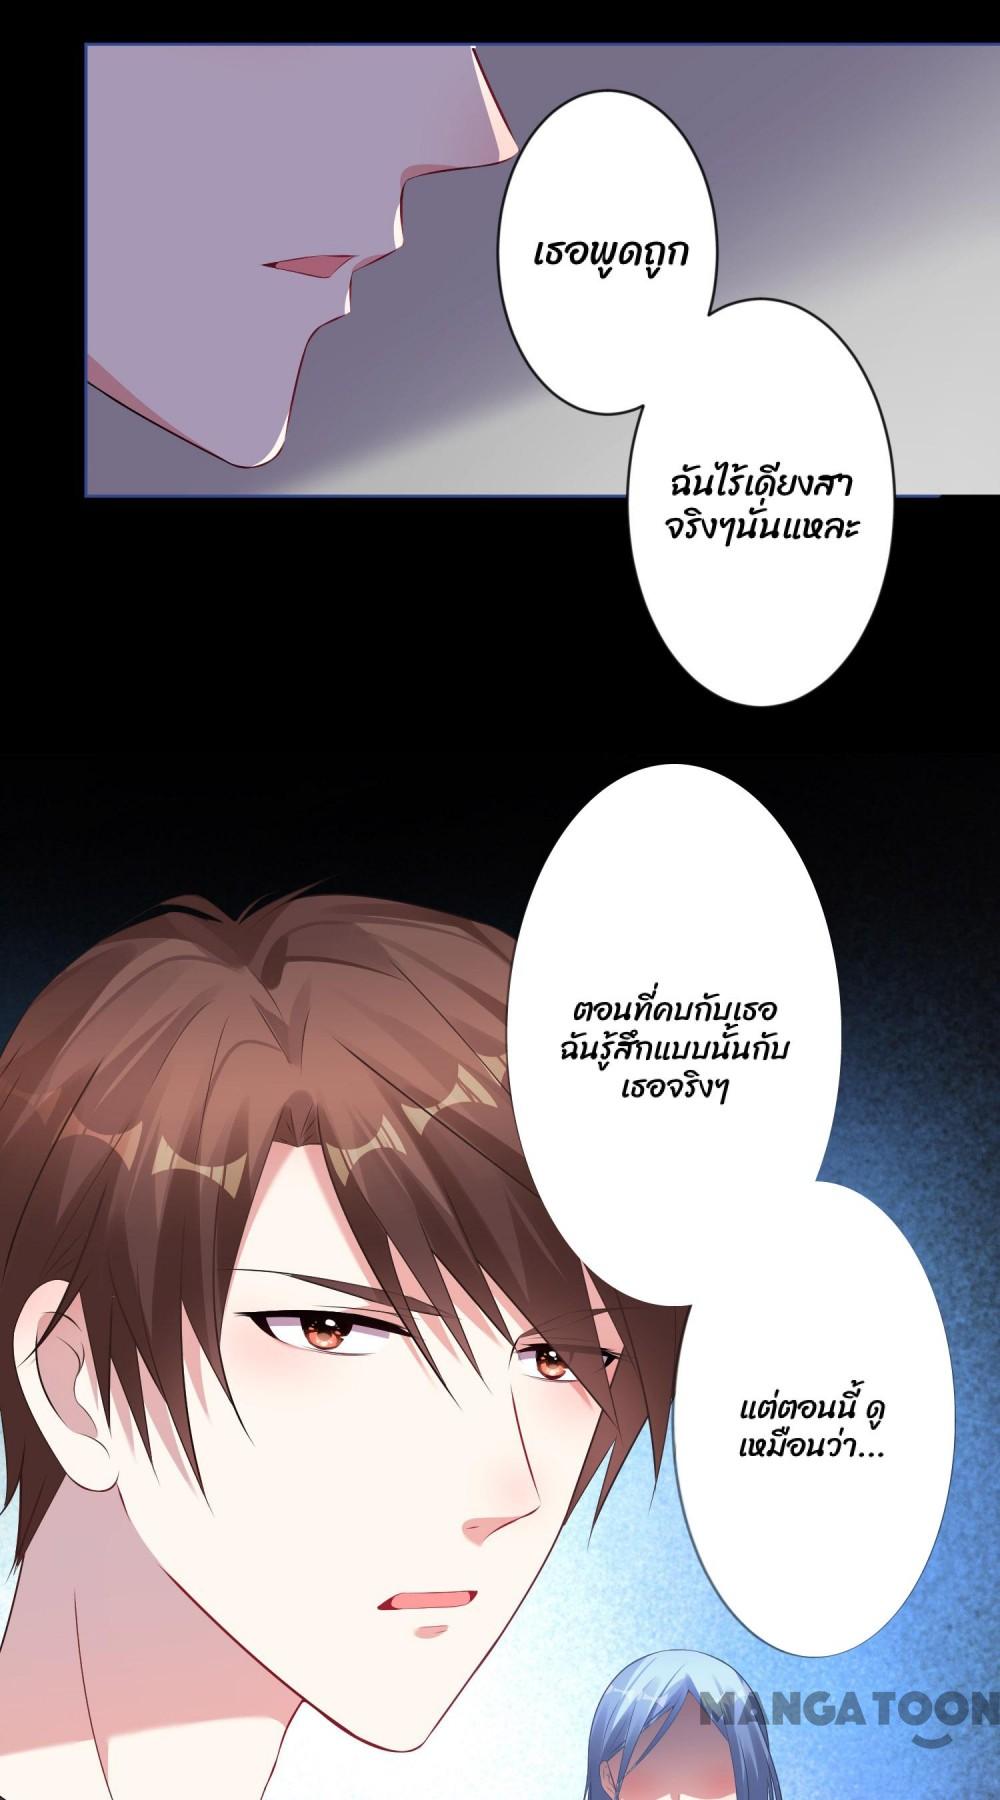 เธอพูดถูก
ฉันไร้เดียงสา
จริงๆนั่นแหละ
ตอนที่คบกับเธอ
ฉันรู้สึกแบบนั้นกับ
เธอจริงๆ
แต่ตอนนี้ ดู
เหมือนว่า...
MANGATOON